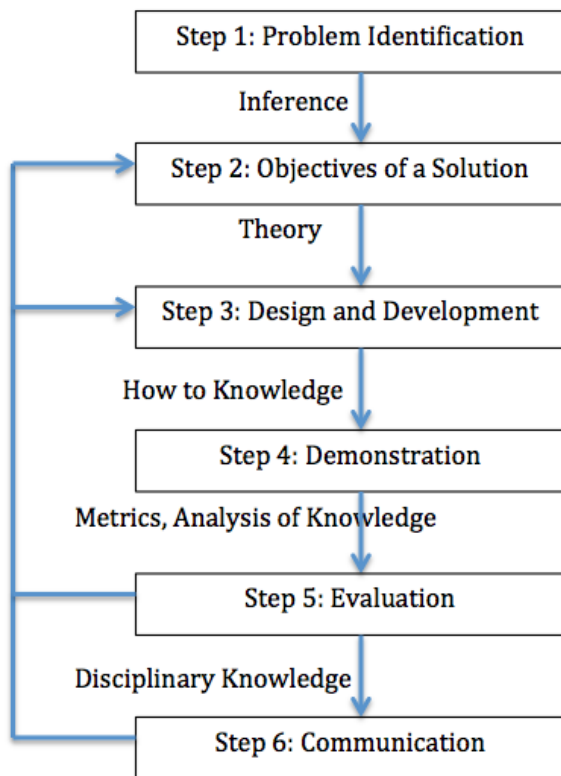 Step 1: Problem Identification
Inference
Step 2: Objectives of a Solution
Theory
Step 3: Design and Development
How to Knowledge
Step 4: Demonstration
Metrics, Analysis of Knowledge
Step 5: Evaluation
Disciplinary Knowledge
Step 6: Communication